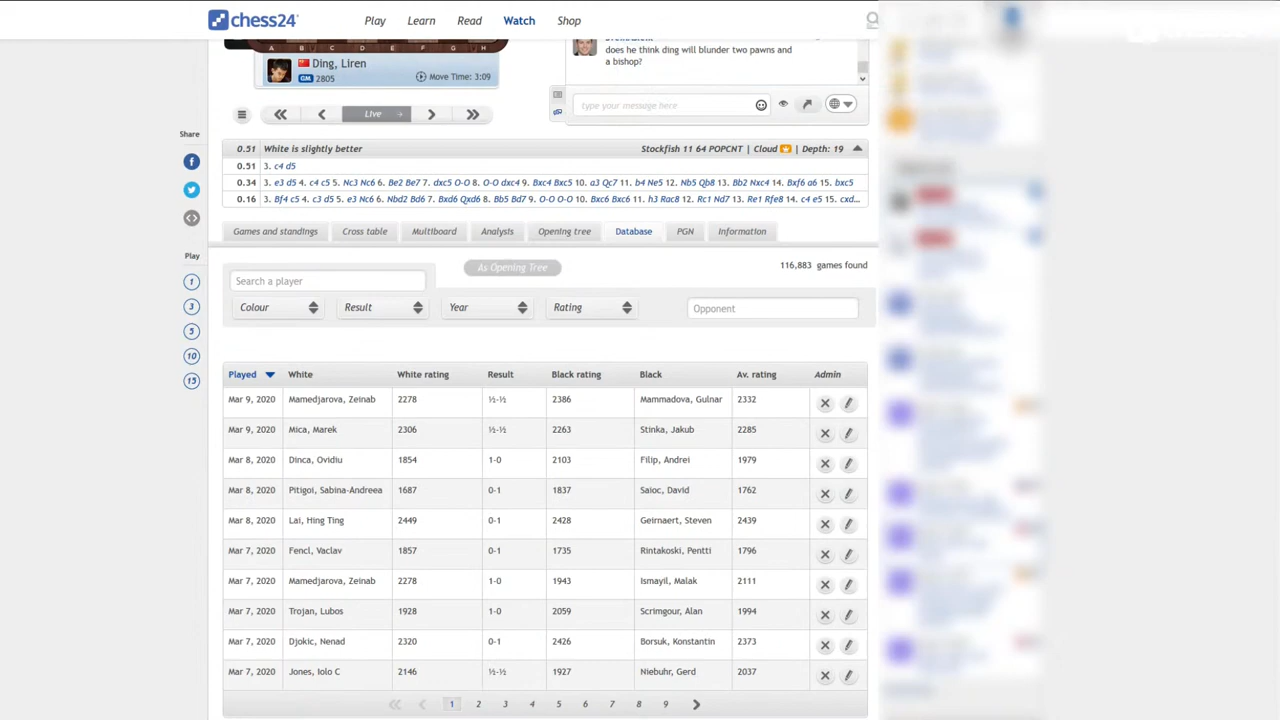 chess24
Play Learn Read Watch Shop
A B C D E F G H
Ding, Liren
GM 2805 Move Time: 3:09
does he think ding will blunder two pawns and
a bishop?
type your message here
Live
Share
0.51 White is slightly better Stockfish 11 64 POPCNT | Cloud | Depth: 19
0.51 3. c4 d5
0.34 3. e3 d5 4. c4 c5 5. Nc3 Nc6 6. Be2 Be7 7. dxc5 O-O 8. O-O dxc4 9. Bxc4 Bxc5 10. a3 Qc7 11. b4 Ne5 12. Nb5 Qb8 13. Bb2 Nxc4 14. Bxf6 a6 15. bxc5
0.16 3. Bf4 c5 4. c3 d5 5. e3 Nc6 6. Nbd2 Bd6 7. Bxd6 Qxd6 8. Bb5 Bd7 9. O-O O-O 10. Bxc6 Bxc6 11. h3 Rac8 12. Rc1 Nd7 13. Re1 Rfe8 14. c4 e5 15. cxd...
Games and standings Cross table Multiboard Analysis Opening tree Database PGN Information
Play
1
3
5
10
15
Search a player As Opening Tree 116,883 games found
Colour Result Year Rating Opponent
Played White White rating Result Black rating Black Av. rating Admin
Mar 9, 2020 Mamedjarova, Zeinab 2278 ½-½ 2386 Mammadova, Gulnar 2332
Mar 9, 2020 Mica, Marek 2306 ½-½ 2263 Stinka, Jakub 2285
Mar 8, 2020 Dinca, Ovidiu 1854 1-0 2103 Filip, Andrei 1979
Mar 8, 2020 Pitigoi, Sabina-Andreea 1687 0-1 1837 Saioc, David 1762
Mar 8, 2020 Lai, Hing Ting 2449 0-1 2428 Geirnaert, Steven 2439
Mar 7, 2020 Fencl, Vaclav 1857 0-1 1735 Rintakoski, Pentti 1796
Mar 7, 2020 Mamedjarova, Zeinab 2278 1-0 1943 Ismayil, Malak 2111
Mar 7, 2020 Trojan, Lubos 1928 1-0 2059 Scrimgour, Alan 1994
Mar 7, 2020 Djokic, Nenad 2320 0-1 2426 Borsuk, Konstantin 2373
Mar 7, 2020 Jones, Iolo C 2146 ½-½ 1927 Niebuhr, Gerd 2037
1 2 3 4 5 6 7 8 9